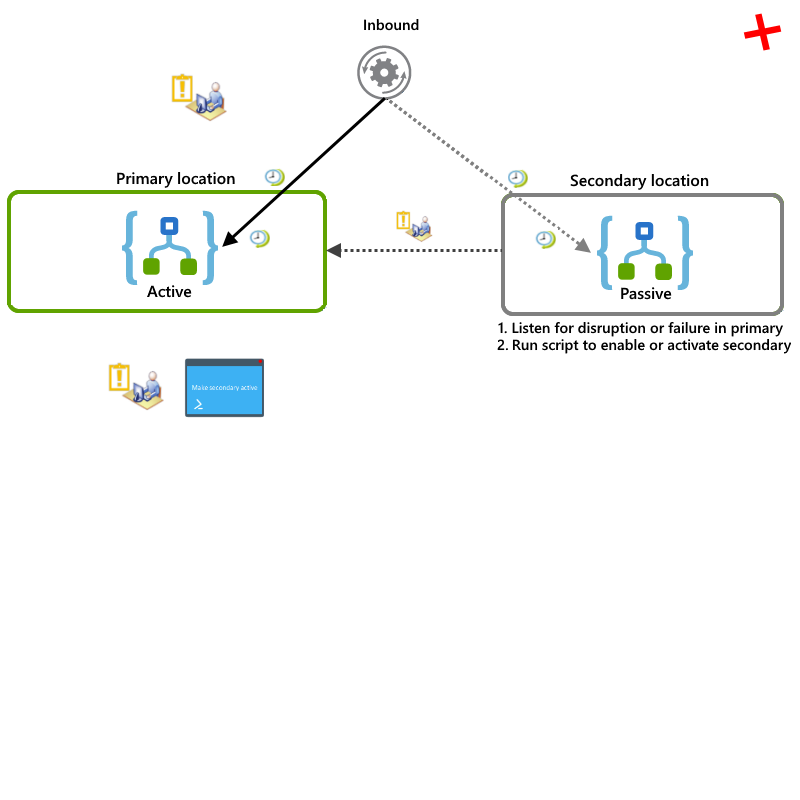 Inbound
Primary location
Secondary location
Active
Passive
1. Listen for disruption or failure in primary
2. Run script to enable or activate secondary
Make secondary active